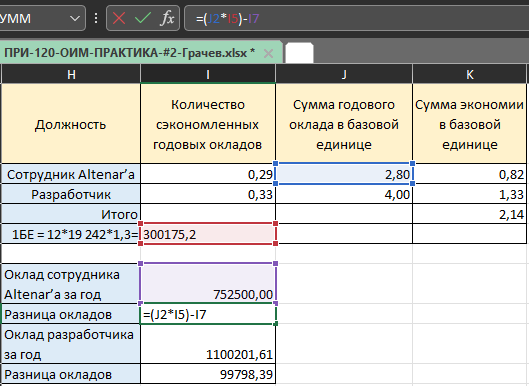 УММ =(J2*I5)-I7
ПРИ-120-ОИМ-ПРАКТИКА-#2-Грачев.xlsx *
H I J K
Должность
Количество
сэкономленных
годовых окладов
Сумма годового
оклада в базовой
единице
Сумма экономии
в базовой
единице
Сотрудник Altenar’а 0,29 2,80 0,82
Разработчик 0,33 4,00 1,33
Итого 2,14
1БЕ = 12*19 242*1,3= 300175,2
Оклад сотрудника
Altenar’а за год 752500,00
Разница окладов =(J2*I5)-I7
Оклад разработчика
за год 1100201,61
Разница окладов 99798,39